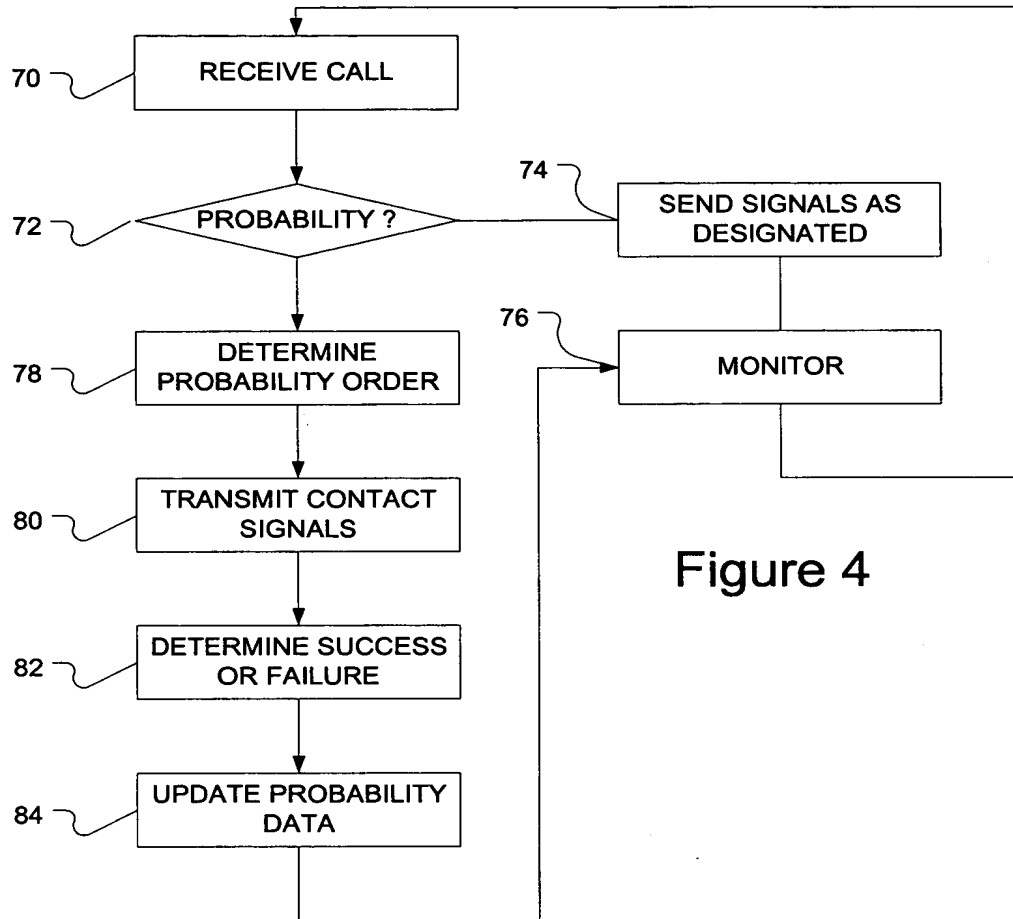 70
RECEIVE CALL
72
PROBABILITY ?
74
SEND SIGNALS AS
DESIGNATED
76
MONITOR
78
DETERMINE
PROBABILITY ORDER
80
TRANSMIT CONTACT
SIGNALS
Figure 4
82
DETERMINE SUCCESS
OR FAILURE
84
UPDATE PROBABILITY
DATA